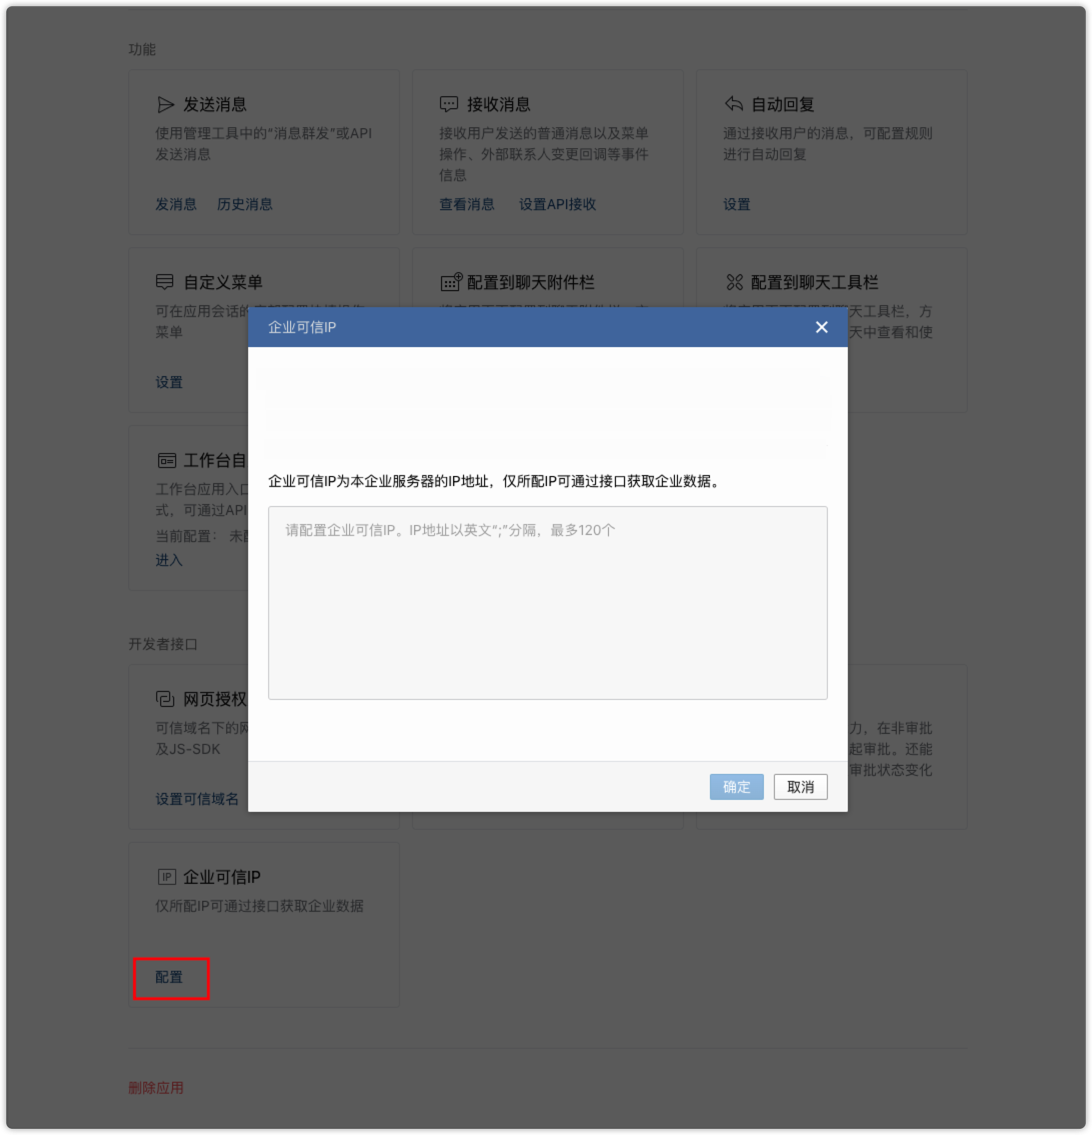 功能
发送消息
使用管理工具中的“消息群发”或API
发送消息
发消息 历史消息
接收消息
接收用户发送的普通消息以及菜单
操作、外部联系人变更回调等事件
信息
查看消息 设置API接收
自动回复
通过接收用户的消息，可配置规则
进行自动回复
设置
自定义菜单
可在应用会话的
菜单
设置
配置到聊天附件栏
配置到聊天工具栏
天工具栏，方
天中查看和使
企业可信IP
企业可信IP为本企业服务器的IP地址，仅所配IP可通过接口获取企业数据。
请配置企业可信IP。IP地址以英文“;”分隔，最多120个
确定 取消
工作台自
工作台应用入口
式，可通过API
当前配置： 未配
进入
开发者接口
网页授权
可信域名下的网
及JS-SDK
设置可信域名
力，在非审批
起审批。还能
审批状态变化
IP 企业可信IP
仅所配IP可通过接口获取企业数据
配置
删除应用